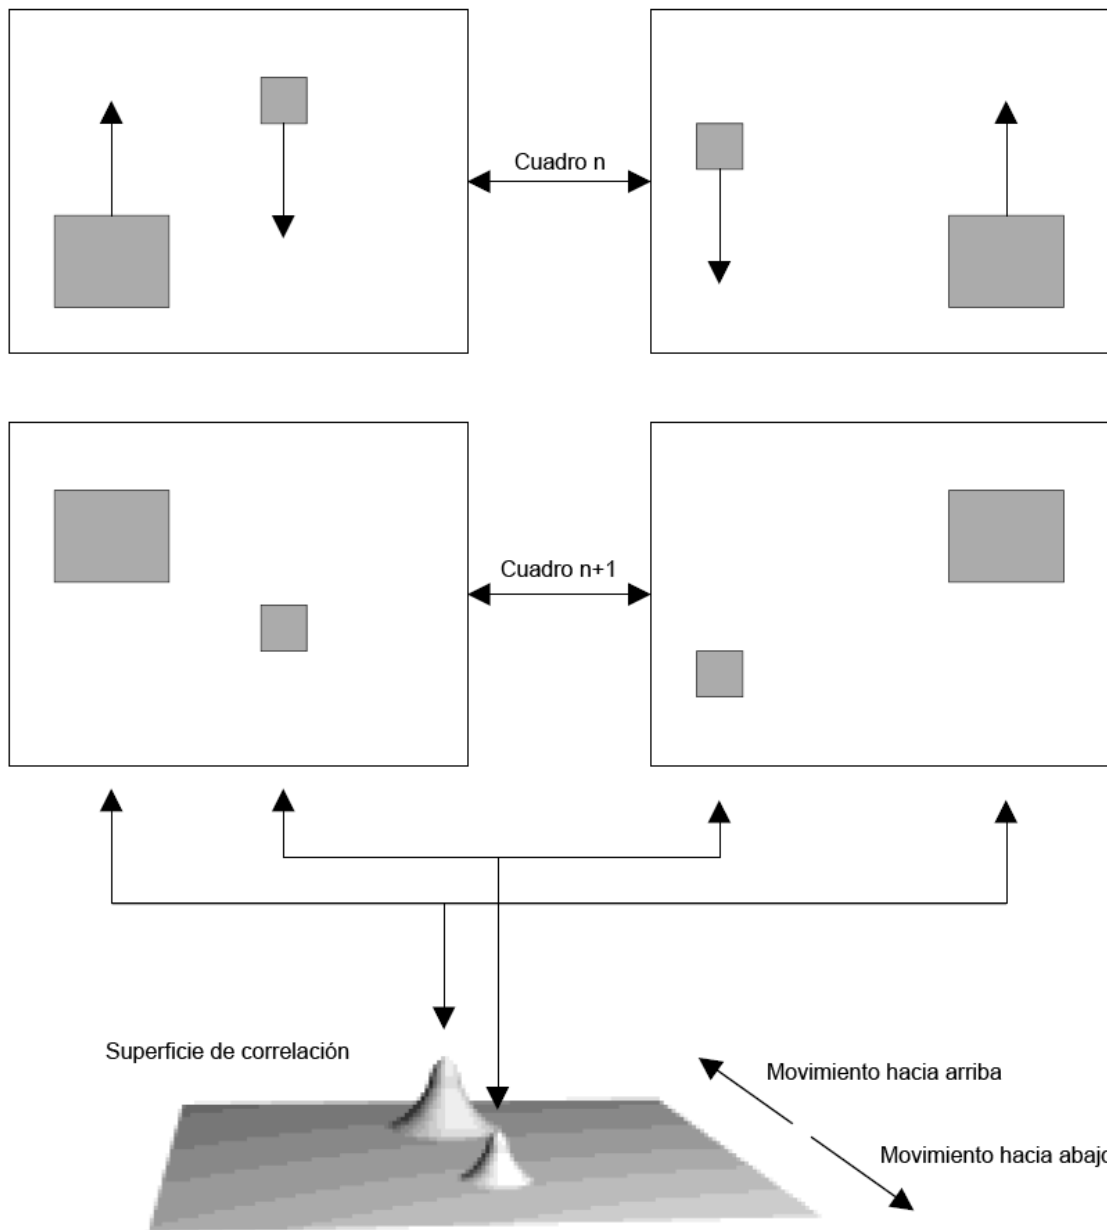 Cuadro n
Cuadro n+1
Superficie de correlación
Movimiento hacia arriba
Movimiento hacia abajo